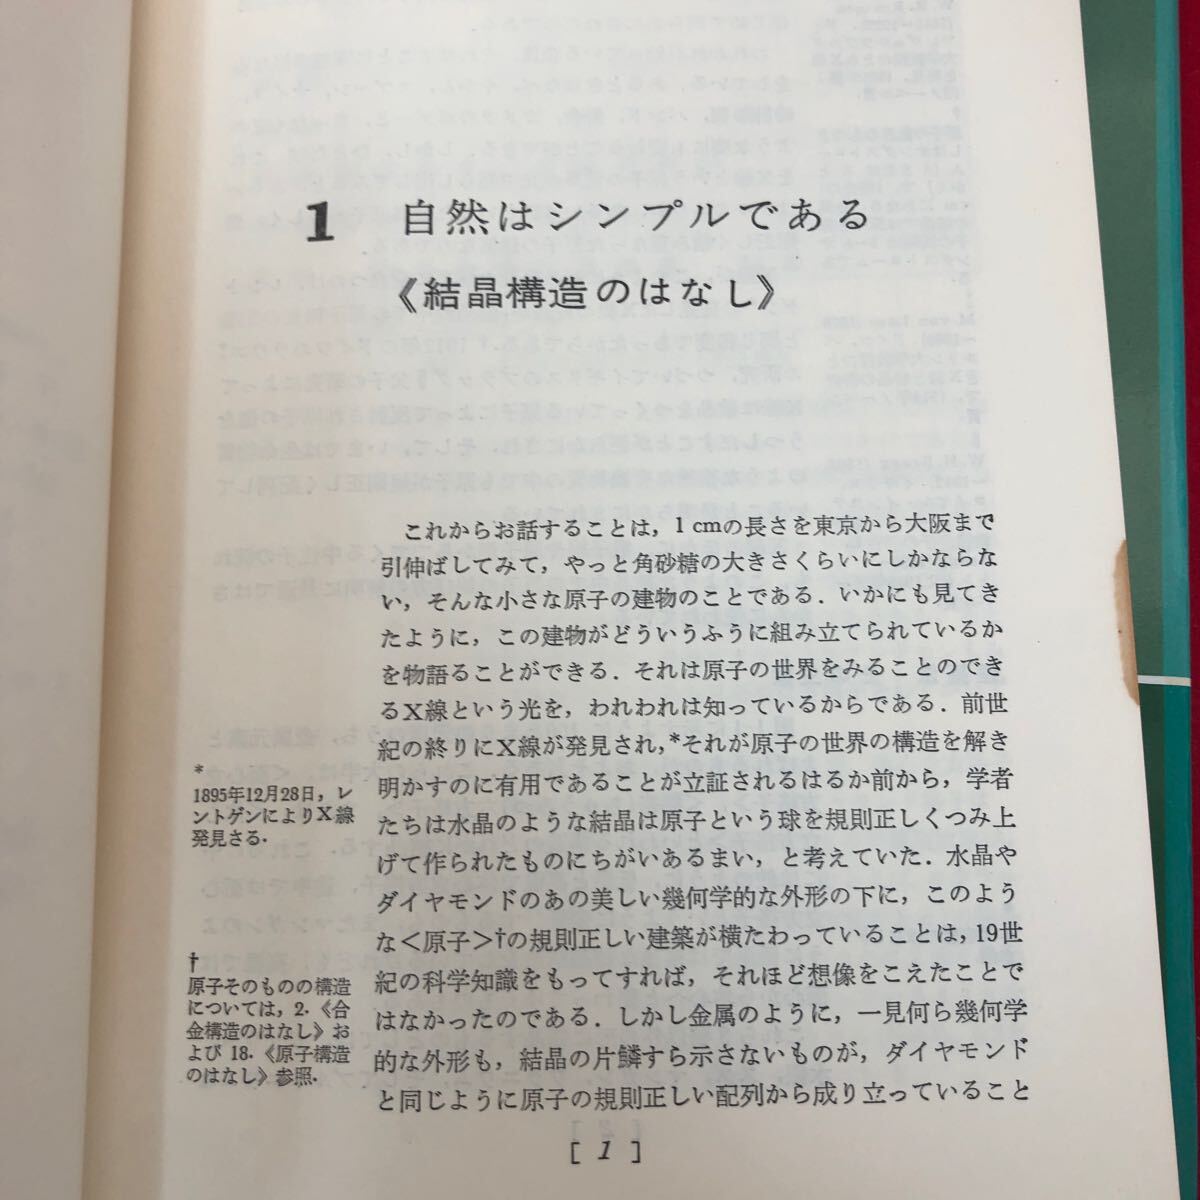 1 自然はシンプルである
《結晶構造のはなし》
これからお話することは，1 cmの長さを東京から大阪まで
引伸ばしてみて，やっと角砂糖の大きさくらいにしかならな
い，そんな小さな原子の建物のことである．いかにも見てき
たように，この建物がどういうふうに組み立てられているか
を物語ることができる．それは原子の世界をみることのでき
るX線という光を，われわれは知っているからである．前世
紀の終りにX線が発見され，*それが原子の世界の構造を解き
明かすのに有用であることが立証されるはるか前から，学者
たちは水晶のような結晶は原子という球を規則正しくつみ上
げて作られたものにちがいあるまい，と考えていた．水晶や
ダイヤモンドのあの美しい幾何学的な外形の下に，このよう
な＜原子＞†の規則正しい建築が横たわっていることは，19世
紀の科学知識をもってすれば，それほど想像をこえたことで
はなかったのである．しかし金属のように，一見何ら幾何学
的な外形も，結晶の片鱗すら示さないものが，ダイヤモンド
と同じように原子の規則正しい配列から成り立っていること
*
1895年12月28日，レ
ントゲンによりX線
発見さる．
†
原子そのものの構造
については，2.《合
金構造のはなし》お
よび 18.《原子構造
のはなし》参照．
[ 1 ]